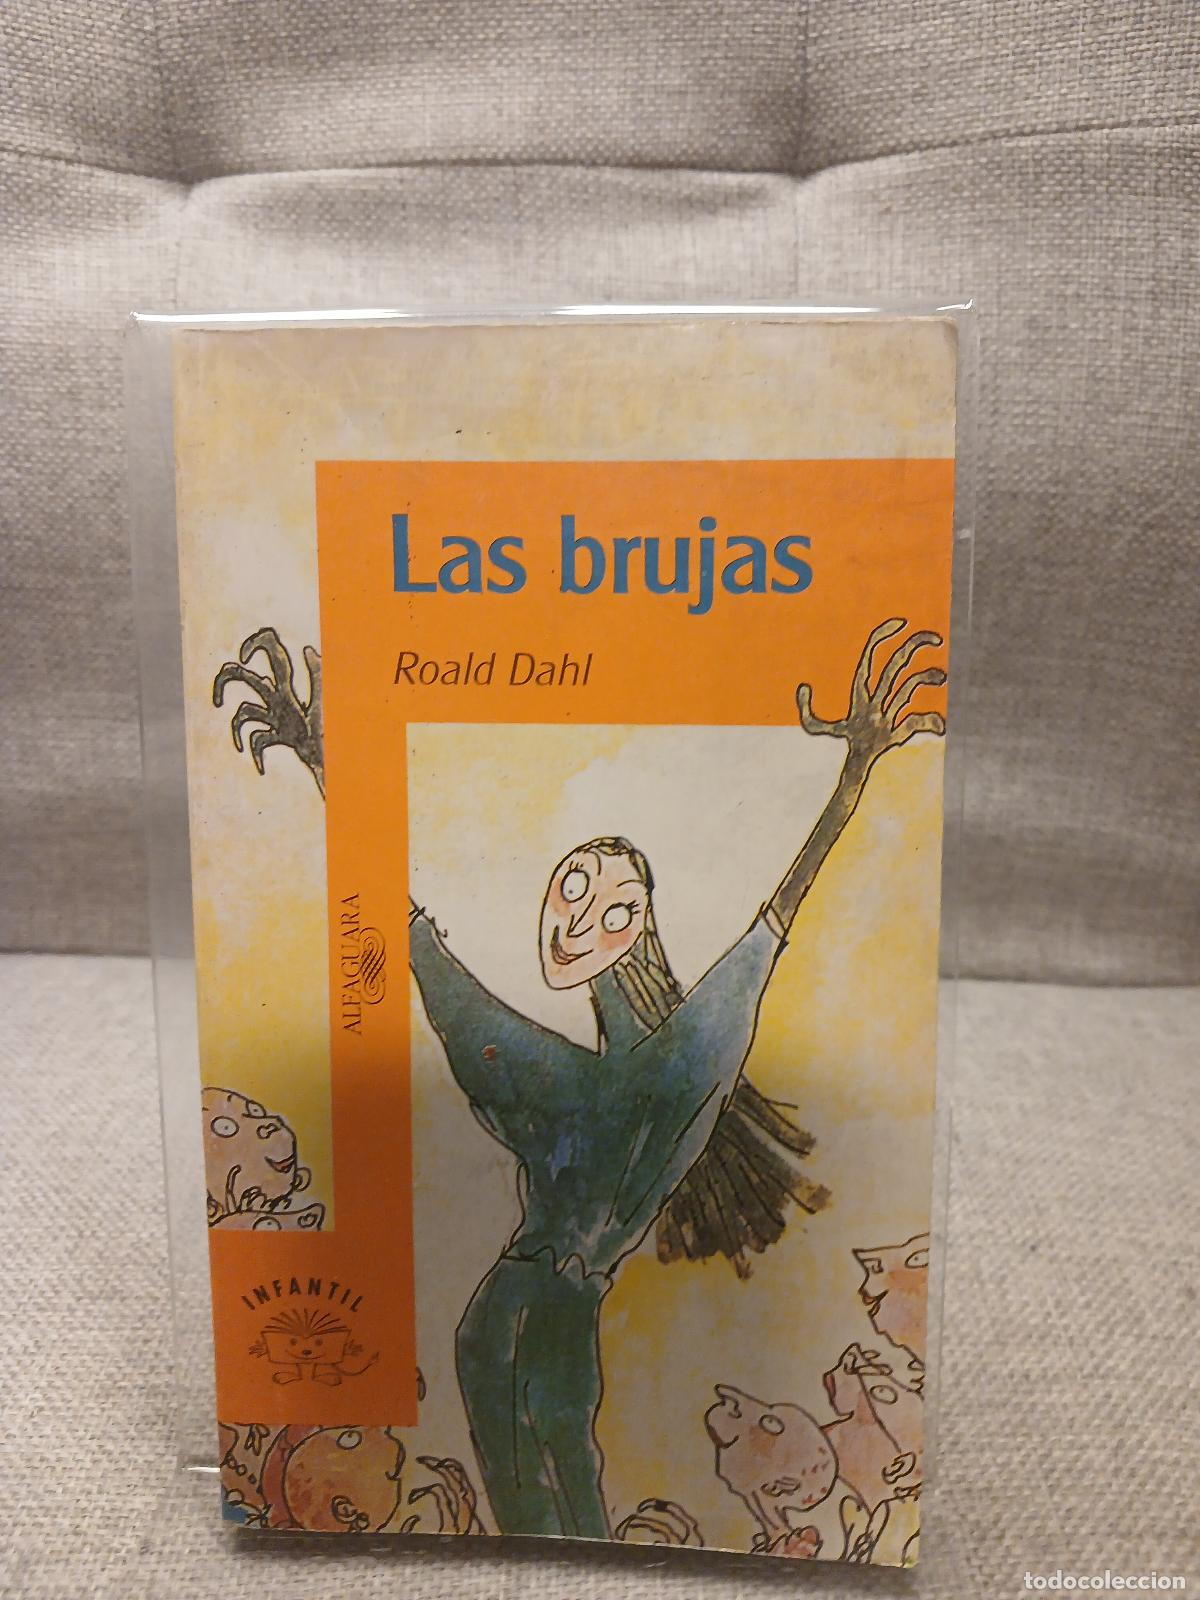 Las brujas
Roald Dahl
ALFAGUARA
INFANTIL
todocoleccion